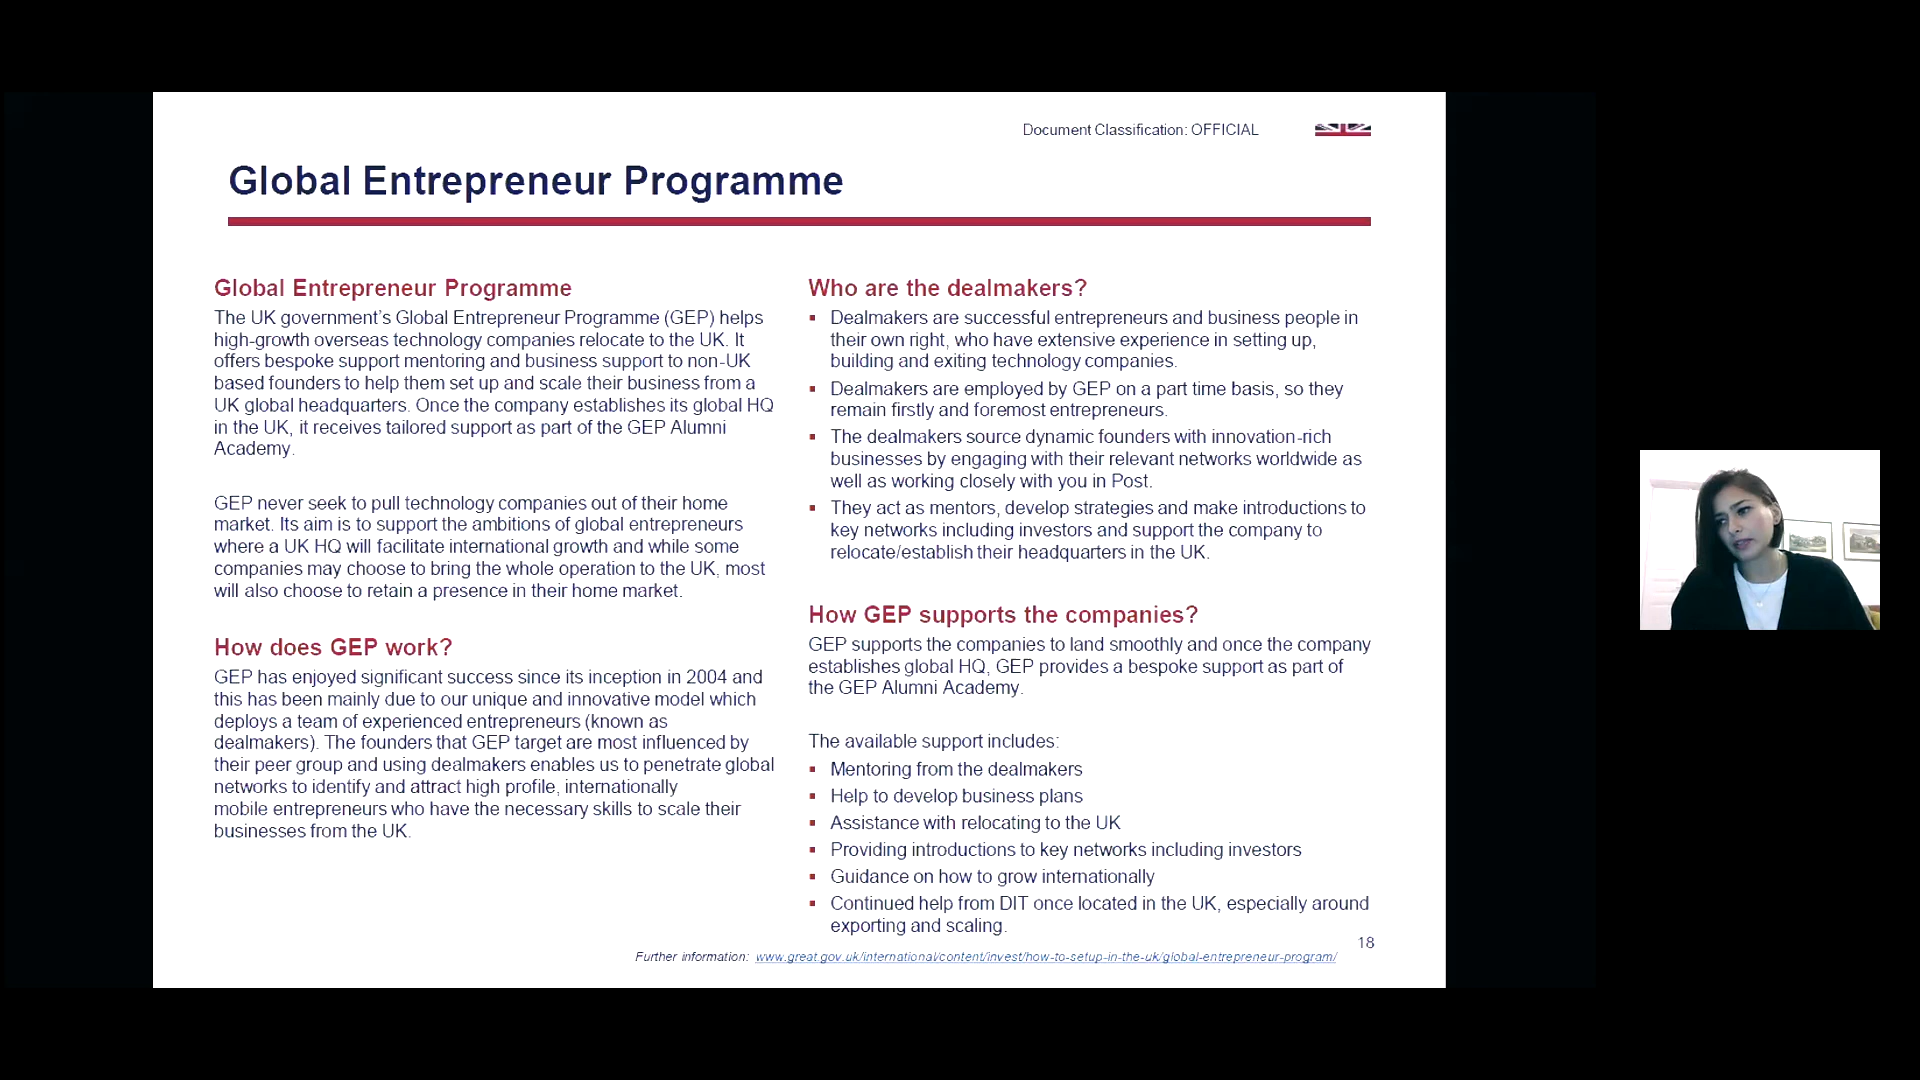 Document Classification: OFFICIAL
Global Entrepreneur Programme
Global Entrepreneur Programme
The UK government's Global Entrepreneur Programme (GEP) helps
high-growth overseas technology companies relocate to the UK. It
offers bespoke support mentoring and business support to non-UK
based founders to help them set up and scale their business from a
UK global headquarters. Once the company establishes its global HQ
in the UK, it receives tailored support as part of the GEP Alumni
Academy.
GEP never seek to pull technology companies out of their home
market. Its aim is to support the ambitions of global entrepreneurs
where a UK HQ will facilitate international growth and while some
companies may choose to bring the whole operation to the UK, most
will also choose to retain a presence in their home market.
How does GEP work?
GEP has enjoyed significant success since its inception in 2004 and
this has been mainly due to our unique and innovative model which
deploys a team of experienced entrepreneurs (known as
dealmakers). The founders that GEP target are most influenced by
their peer group and using dealmakers enables us to penetrate global
networks to identify and attract high profile, internationally
mobile entrepreneurs who have the necessary skills to scale their
businesses from the UK.
Who are the dealmakers?
▪ Dealmakers are successful entrepreneurs and business people in
their own right, who have extensive experience in setting up,
building and exiting technology companies.
▪ Dealmakers are employed by GEP on a part time basis, so they
remain firstly and foremost entrepreneurs.
▪ The dealmakers source dynamic founders with innovation-rich
businesses by engaging with their relevant networks worldwide as
well as working closely with you in Post.
▪ They act as mentors, develop strategies and make introductions to
key networks including investors and support the company to
relocate/establish their headquarters in the UK.
How GEP supports the companies?
GEP supports the companies to land smoothly and once the company
establishes global HQ, GEP provides a bespoke support as part of
the GEP Alumni Academy.
The available support includes:
▪ Mentoring from the dealmakers
▪ Help to develop business plans
▪ Assistance with relocating to the UK
▪ Providing introductions to key networks including investors
▪ Guidance on how to grow internationally
▪ Continued help from DIT once located in the UK, especially around
exporting and scaling.
18
Further information: www.great.gov.uk/international/content/invest/how-to-setup-in-the-uk/global-entrepreneur-program/